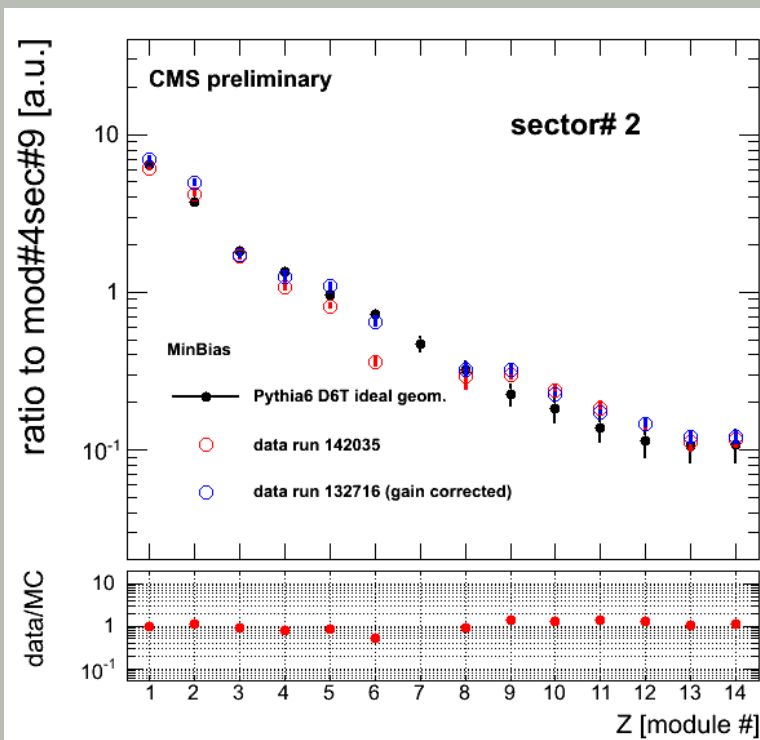 ratio to mod#4sec#9 [a.u.]
CMS preliminary
sector# 2
10
1
10⁻¹
MinBias
Pythia6 D6T ideal geom.
data run 142035
data run 132716 (gain corrected)
data/MC
10
1
10⁻¹
1 2 3 4 5 6 7 8 9 10 11 12 13 14
Z [module #]